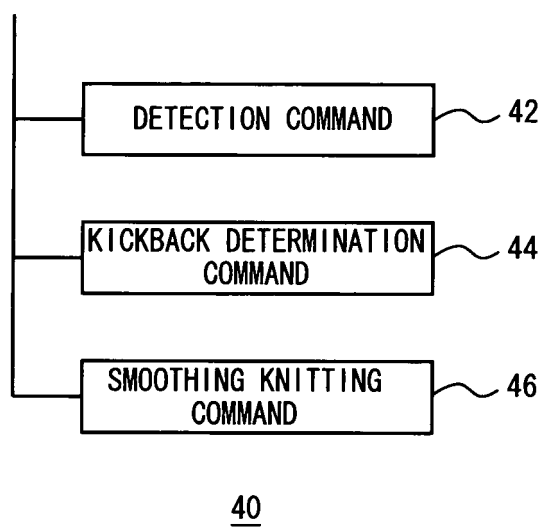 DETECTION COMMAND
42
KICKBACK DETERMINATION
COMMAND
44
SMOOTHING KNITTING
COMMAND
46
40